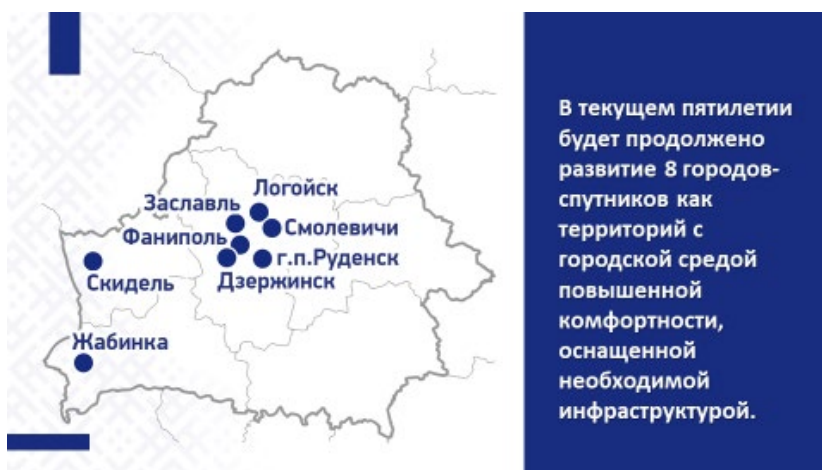 Логойск
Заславль
Смолевичи
Фаниполь
г.п.Руденск
Скидель
Дзержинск
Жабинка
В текущем пятилетии
будет продолжено
развитие 8 городов-
спутников как
территорий с
городской средой
повышенной
комфортности,
оснащенной
необходимой
инфраструктурой.